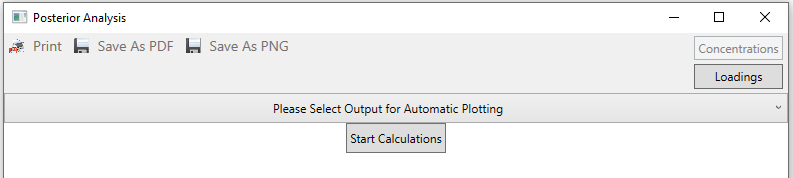 Posterior Analysis
Print Save As PDF Save As PNG
Concentrations
Loadings
Please Select Output for Automatic Plotting
Start Calculations